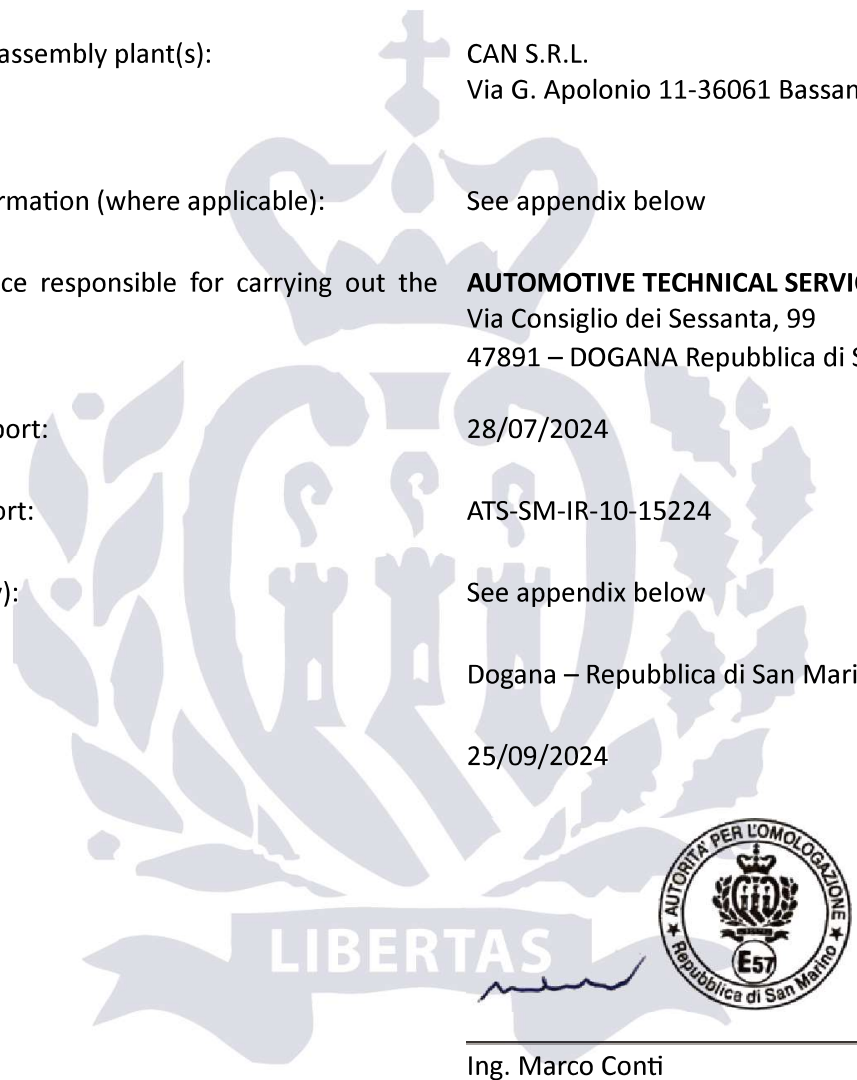 assembly plant(s): CAN S.R.L.
Via G. Apolonio 11-36061 Bassan
rmation (where applicable): See appendix below
ce responsible for carrying out the AUTOMOTIVE TECHNICAL SERVIC
Via Consiglio dei Sessanta, 99
47891 – DOGANA Repubblica di S
port: 28/07/2024
ort: ATS-SM-IR-10-15224
): See appendix below
Dogana – Repubblica di San Mari
25/09/2024
AUTORITA' PER L'OMOLOGAZIONE
E57
Repubblica di San Marino
LIBERTAS
Ing. Marco Conti